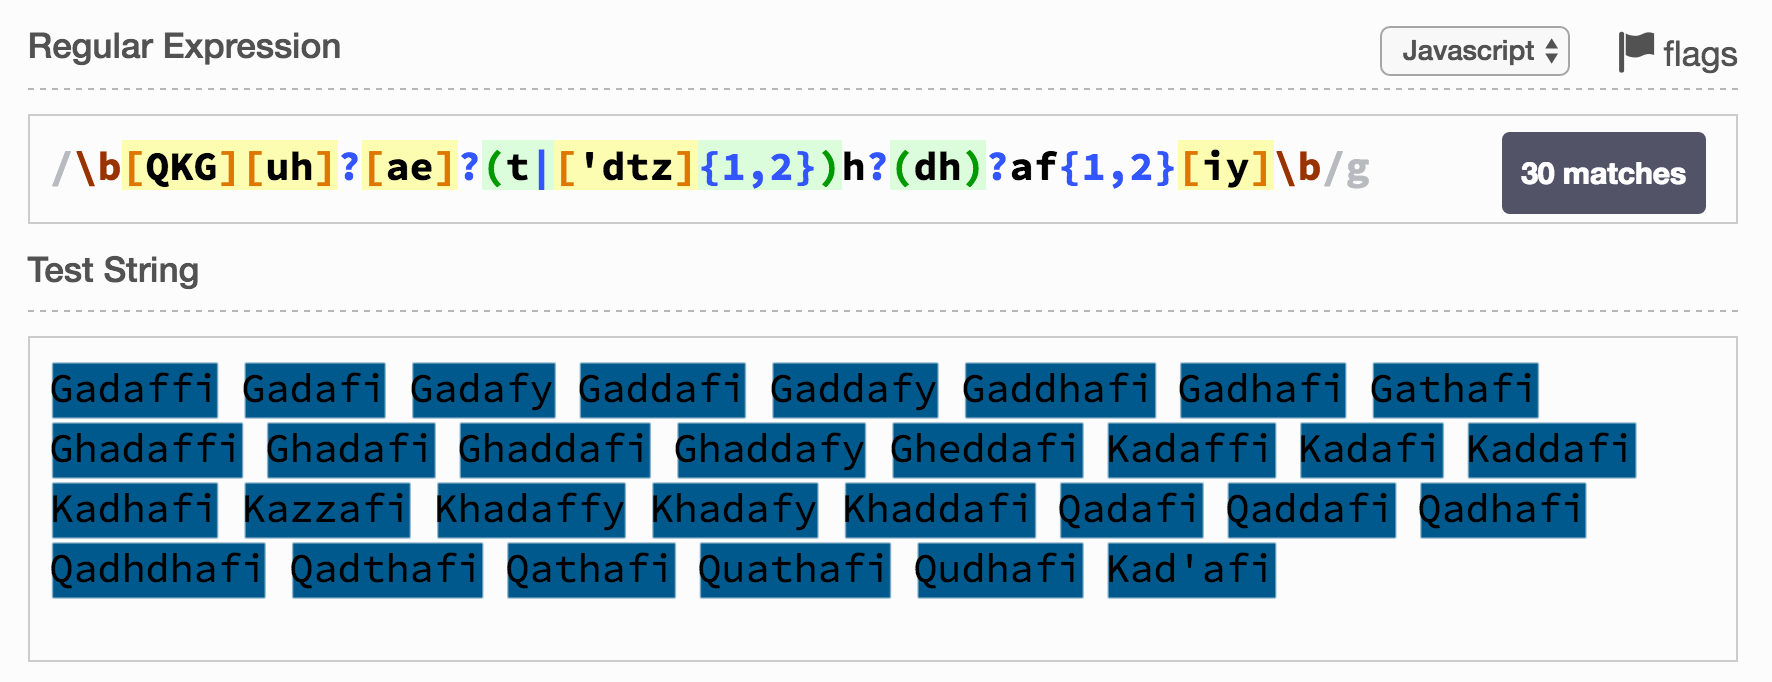 Regular Expression
Javascript
flags
/\b[QKG][uh]?[ae]?(t|['dtz]{1,2})h?(dh)?af{1,2}[iy]\b/g
30 matches
Test String
Gadaffi Gadafi Gadafy Gaddafi Gaddafy Gaddhafi Gadhafi Gathafi
Ghadaffi Ghadafi Ghaddafi Ghaddafy Gheddafi Kadaffi Kadafi Kaddafi
Kadhafi Kazzafi Khadaffy Khadafy Khaddafi Qadafi Qaddafi Qadhafi
Qadhdhafi Qadthafi Qathafi Quathafi Qudhafi Kad'afi